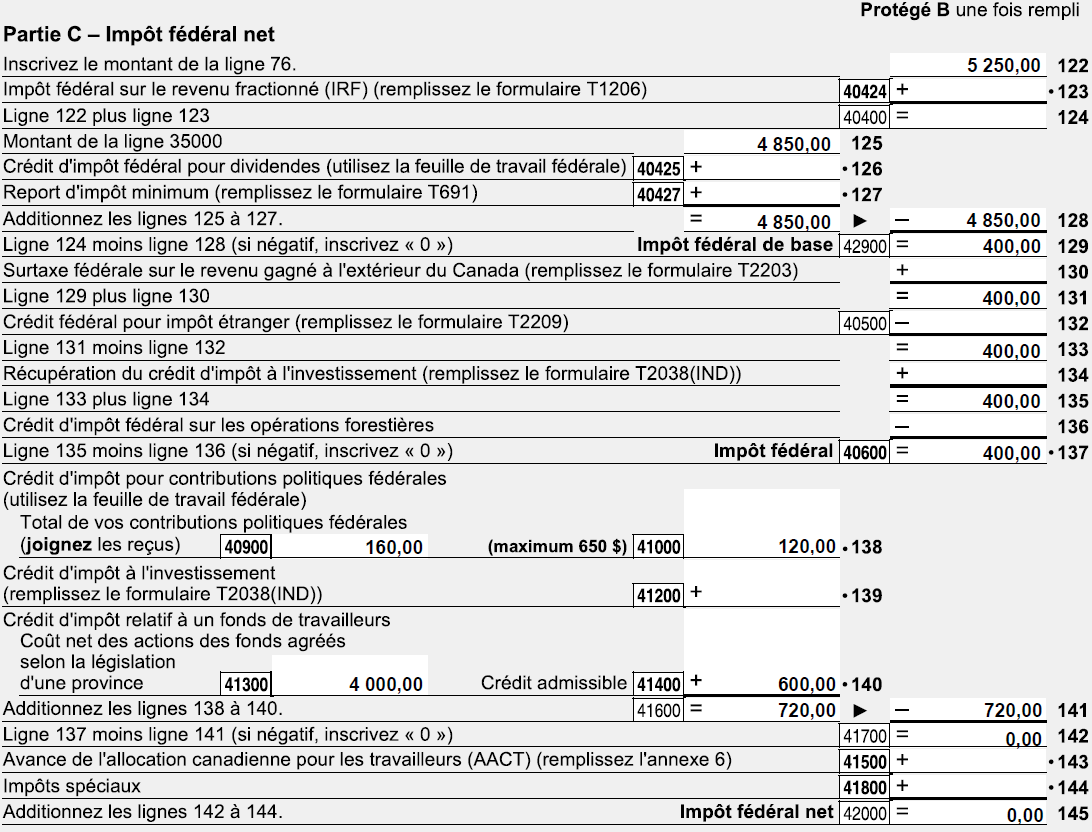 Protégé B une fois rempli
Partie C – Impôt fédéral net
Inscrivez le montant de la ligne 76. 5 250,00 122
Impôt fédéral sur le revenu fractionné (IRF) (remplissez le formulaire T1206) 40424 + •123
Ligne 122 plus ligne 123 40400 = 124
Montant de la ligne 35000 4 850,00 125
Crédit d'impôt fédéral pour dividendes (utilisez la feuille de travail fédérale) 40425 + •126
Report d'impôt minimum (remplissez le formulaire T691) 40427 + •127
Additionnez les lignes 125 à 127. = 4 850,00 ► – 4 850,00 128
Ligne 124 moins ligne 128 (si négatif, inscrivez « 0 ») Impôt fédéral de base 42900 = 400,00 129
Surtaxe fédérale sur le revenu gagné à l'extérieur du Canada (remplissez le formulaire T2203) + 130
Ligne 129 plus ligne 130 = 400,00 131
Crédit fédéral pour impôt étranger (remplissez le formulaire T2209) 40500 – 132
Ligne 131 moins ligne 132 = 400,00 133
Récupération du crédit d'impôt à l'investissement (remplissez le formulaire T2038(IND)) + 134
Ligne 133 plus ligne 134 = 400,00 135
Crédit d'impôt fédéral sur les opérations forestières – 136
Ligne 135 moins ligne 136 (si négatif, inscrivez « 0 ») Impôt fédéral 40600 = 400,00 •137
Crédit d'impôt pour contributions politiques fédérales
(utilisez la feuille de travail fédérale)
Total de vos contributions politiques fédérales
(joignez les reçus) 40900 160,00 (maximum 650 $) 41000 120,00 •138
Crédit d'impôt à l'investissement
(remplissez le formulaire T2038(IND)) 41200 + •139
Crédit d'impôt relatif à un fonds de travailleurs
Coût net des actions des fonds agréés
selon la législation
d'une province 41300 4 000,00 Crédit admissible 41400 + 600,00 •140
Additionnez les lignes 138 à 140. 41600 = 720,00 ► – 720,00 141
Ligne 137 moins ligne 141 (si négatif, inscrivez « 0 ») 41700 = 0,00 142
Avance de l'allocation canadienne pour les travailleurs (AACT) (remplissez l'annexe 6) 41500 + •143
Impôts spéciaux 41800 + •144
Additionnez les lignes 142 à 144. Impôt fédéral net 42000 = 0,00 145